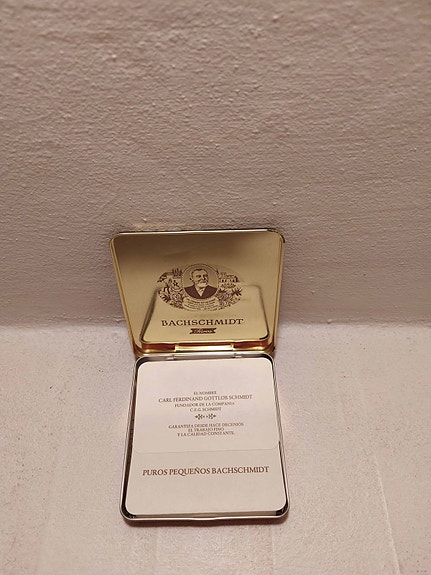 BACHSCHMIDT
EL NOMBRE
CARL FERDINAND GOTTLOB SCHMIDT
FUNDADOR DE LA COMPAÑIA
C.F.G. SCHMIDT
GARANTIZA DESDE HACE DECENIOS
EL TRABAJO FINO
Y LA CALIDAD CONSTANTE.
PUROS PEQUEÑOS BACHSCHMIDT